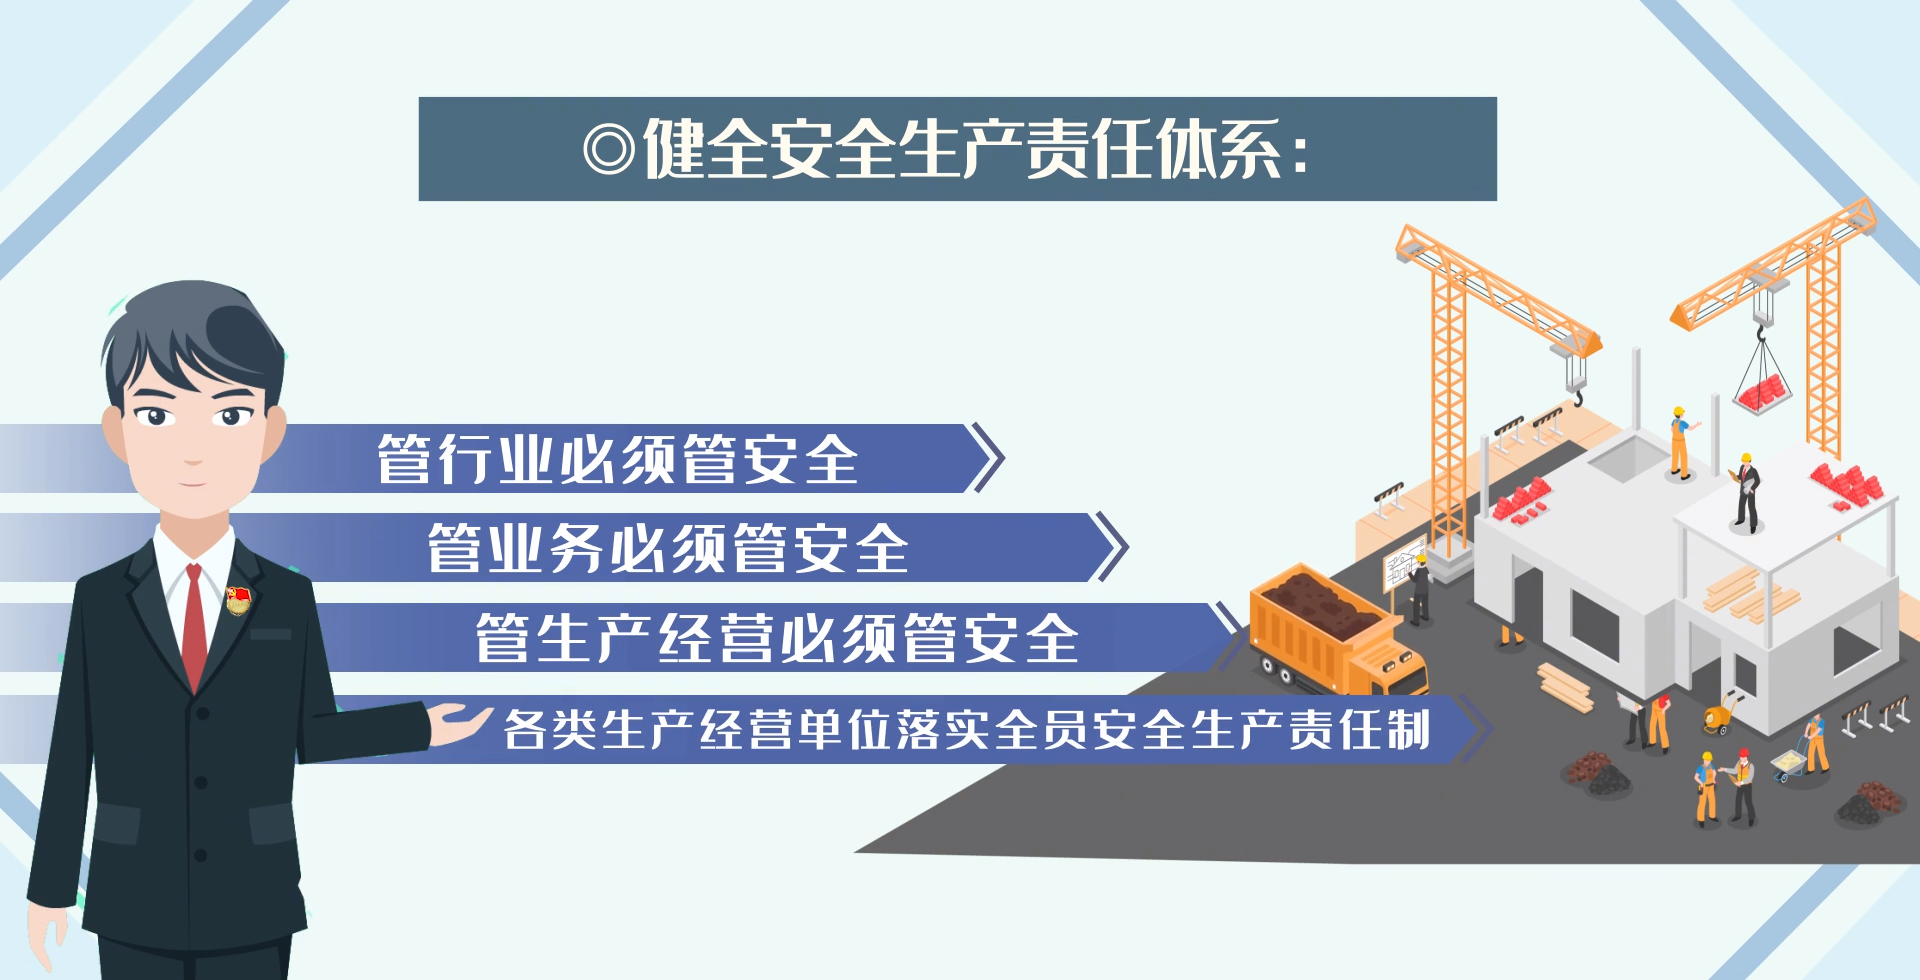 ◎健全安全生产责任体系：
管行业必须管安全
管业务必须管安全
管生产经营必须管安全
各类生产经营单位落实全员安全生产责任制